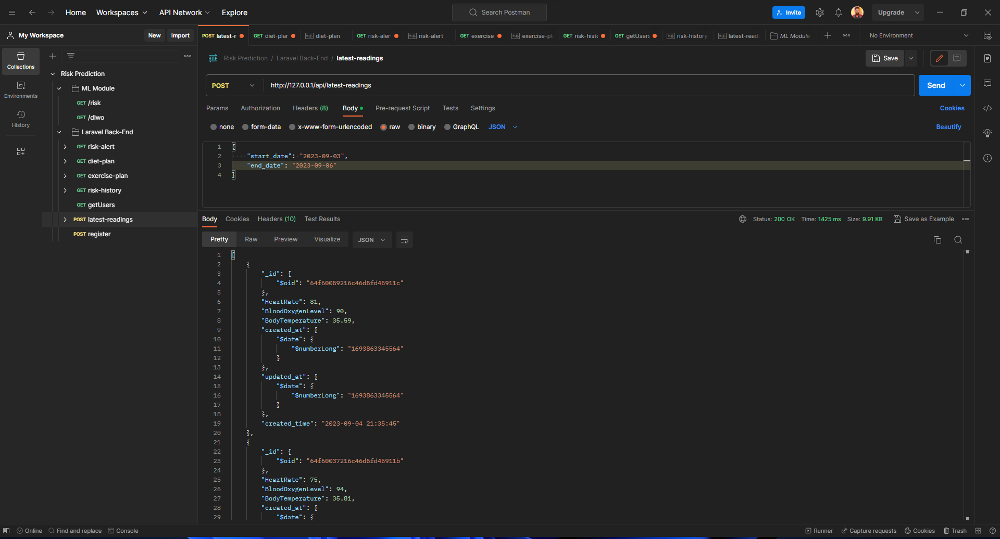 Home Workspaces API Network Explore Search Postman Invite Upgrade
My Workspace New Import
POST latest-r GET diet-plar e.g. diet-plan GET risk-aler e.g. risk-alert GET exercise e.g. exercise-pl GET risk-histo GET getUsers e.g. risk-history e.g. latest-readi ML Module No Environment
Collections
Environments
History
Risk Prediction
ML Module
GET /risk
GET /diwo
Laravel Back-End
GET risk-alert
GET diet-plan
GET exercise-plan
GET risk-history
GET getUsers
POST latest-readings
POST register
HTTP Risk Prediction / Laravel Back-End / latest-readings Save
POST http://127.0.0.1/api/latest-readings Send
Params Authorization Headers (8) Body Pre-request Script Tests Settings Cookies
none form-data x-www-form-urlencoded raw binary GraphQL JSON Beautify
1 {
2 "start_date": "2023-09-03",
3 "end_date": "2023-09-06"
4 }
Body Cookies Headers (10) Test Results Status: 200 OK Time: 1425 ms Size: 9.91 KB Save as Example
Pretty Raw Preview Visualize JSON
1 [
2 {
3 "_id": {
4 "$oid": "64f60059216c46d5fd45911c"
5 },
6 "HeartRate": 81,
7 "BloodOxygenLevel": 90,
8 "BodyTemperature": 35.59,
9 "created_at": {
10 "$date": {
11 "$numberLong": "1693863345564"
12 }
13 },
14 "updated_at": {
15 "$date": {
16 "$numberLong": "1693863345564"
17 }
18 },
19 "created_time": "2023-09-04 21:35:45"
20 },
21 {
22 "_id": {
23 "$oid": "64f60037216c46d5fd45911b"
24 },
25 "HeartRate": 75,
26 "BloodOxygenLevel": 94,
27 "BodyTemperature": 35.81,
28 "created_at": {
29 "$date": {
Online Find and replace Console Runner Capture requests Cookies Trash